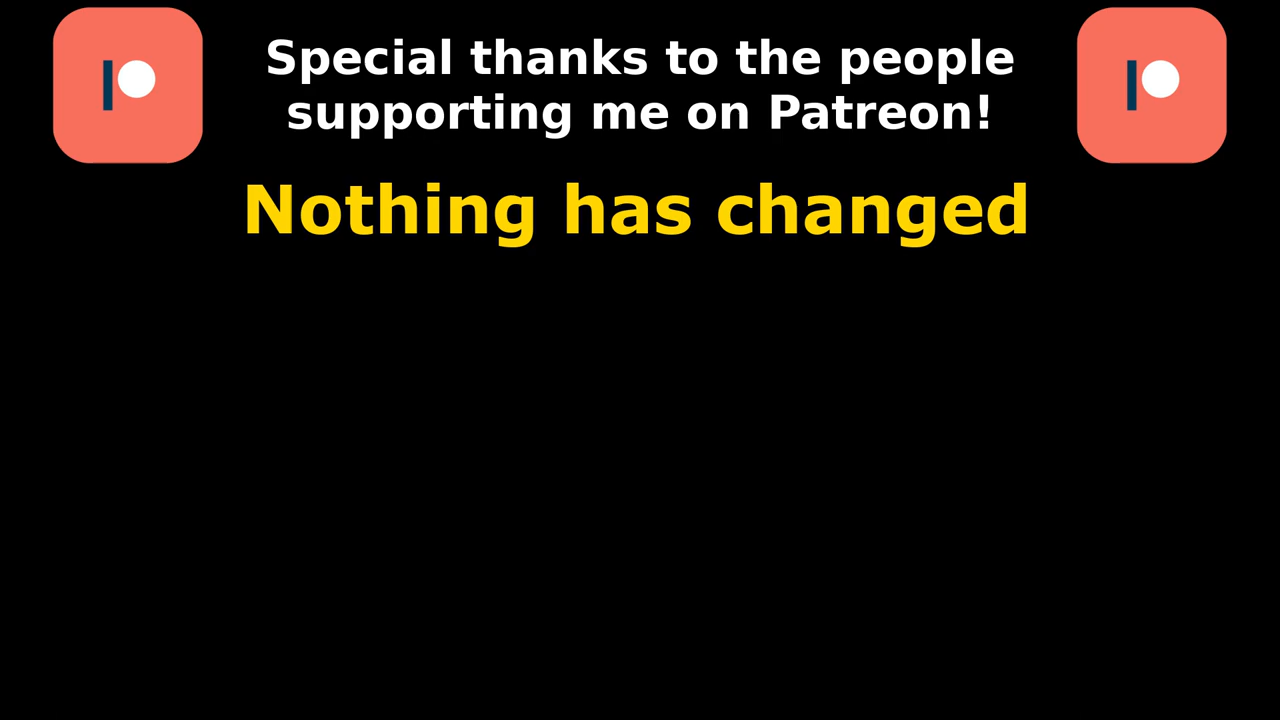 Special thanks to the people
supporting me on Patreon!
Nothing has changed